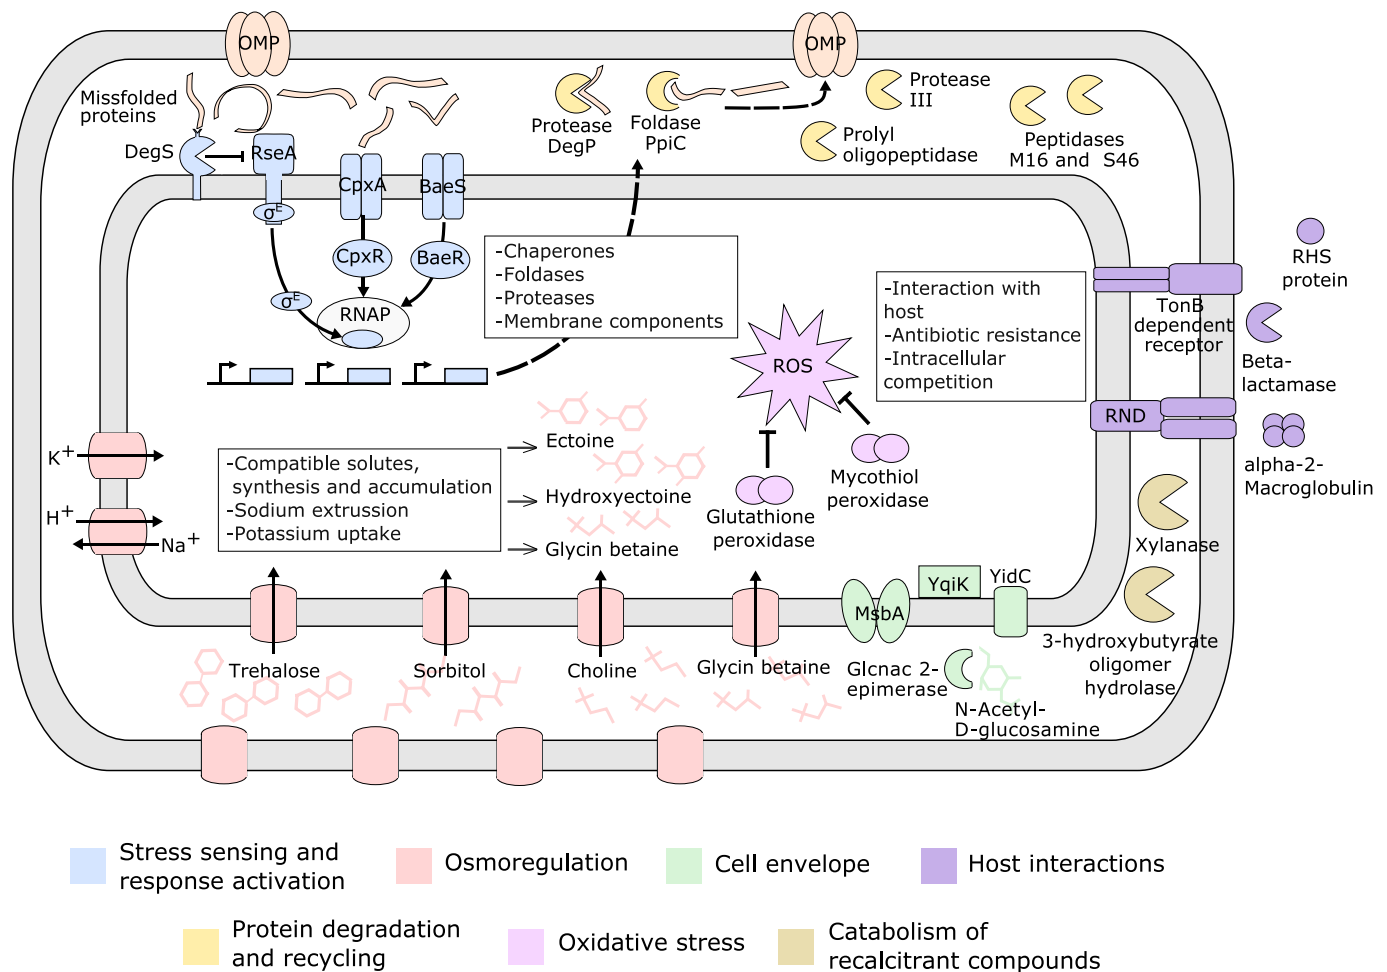 OMP
OMP
Missfolded
proteins
DegS
RseA
σE
CpxA
BaeS
CpxR
BaeR
σE
RNAP
Protease
DegP
Foldase
PpiC
Protease
III
Prolyl
oligopeptidase
Peptidases
M16 and S46
-Chaperones
-Foldases
-Proteases
-Membrane components
ROS
-Interaction with
host
-Antibiotic resistance
-Intracellular
competition
TonB
dependent
receptor
RHS
protein
Beta-
lactamase
RND
alpha-2-
Macroglobulin
K+
H+
Na+
-Compatible solutes,
synthesis and accumulation
-Sodium extrussion
-Potassium uptake
Ectoine
Hydroxyectoine
Glycin betaine
Glutathione
peroxidase
Mycothiol
peroxidase
Xylanase
3-hydroxybutyrate
oligomer
hydrolase
Trehalose
Sorbitol
Choline
Glycin betaine
MsbA
YqiK
YidC
Glcnac 2-
epimerase
N-Acetyl-
D-glucosamine
Stress sensing and
response activation
Osmoregulation
Cell envelope
Host interactions
Protein degradation
and recycling
Oxidative stress
Catabolism of
recalcitrant compounds